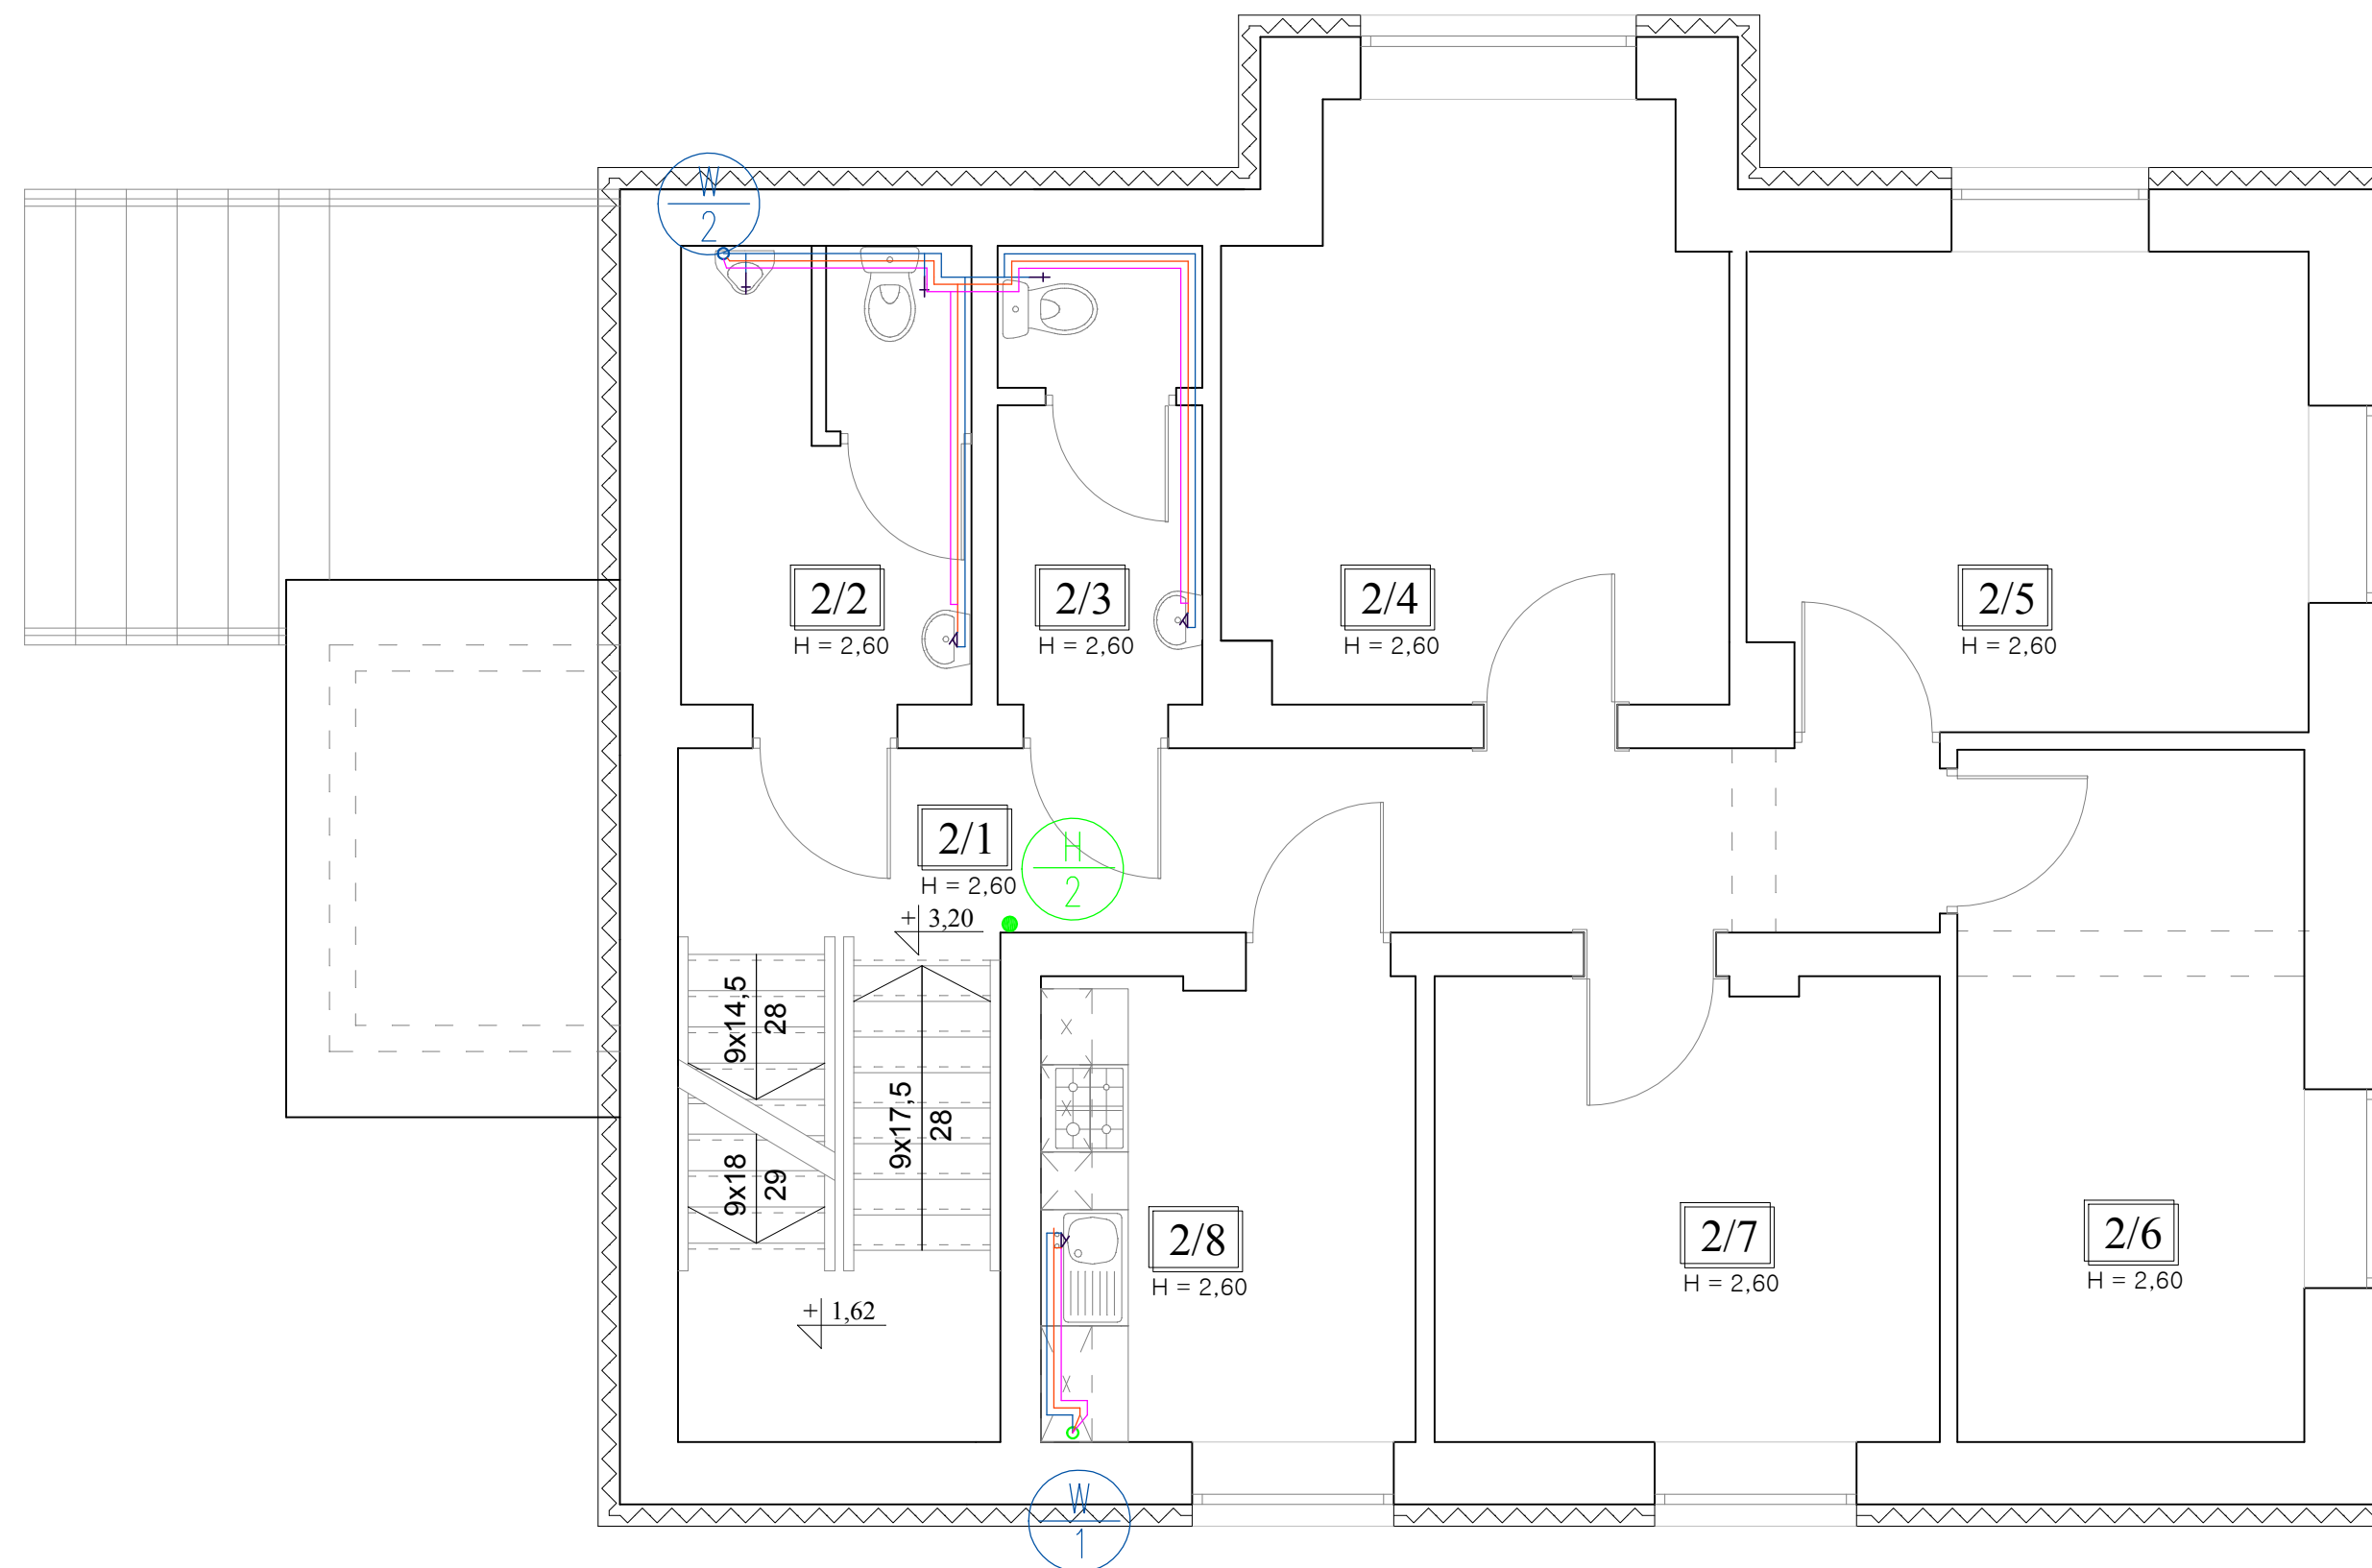 W
2
2/2
H = 2,60
2/3
H = 2,60
2/4
H = 2,60
2/5
H = 2,60
2/1
H = 2,60
H
2
+ 3,20
9x14,5
28
9x17,5
28
9x18
29
2/8
H = 2,60
2/7
H = 2,60
2/6
H = 2,60
+ 1,62
W
1